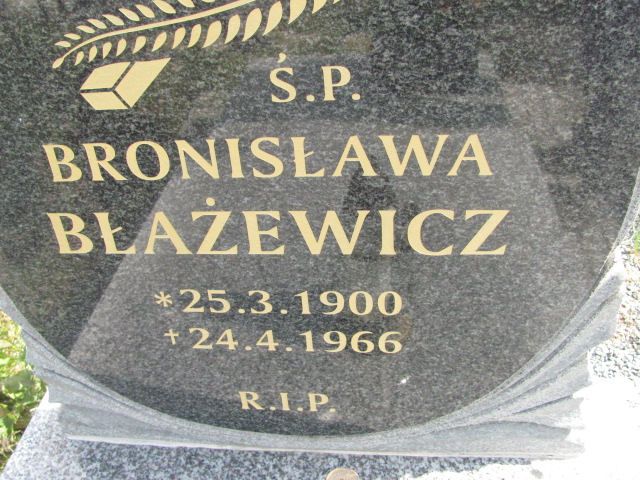 Ś.P.
BRONISŁAWA
BŁAŻEWICZ
*25.3.1900
†24.4.1966
R.I.P.